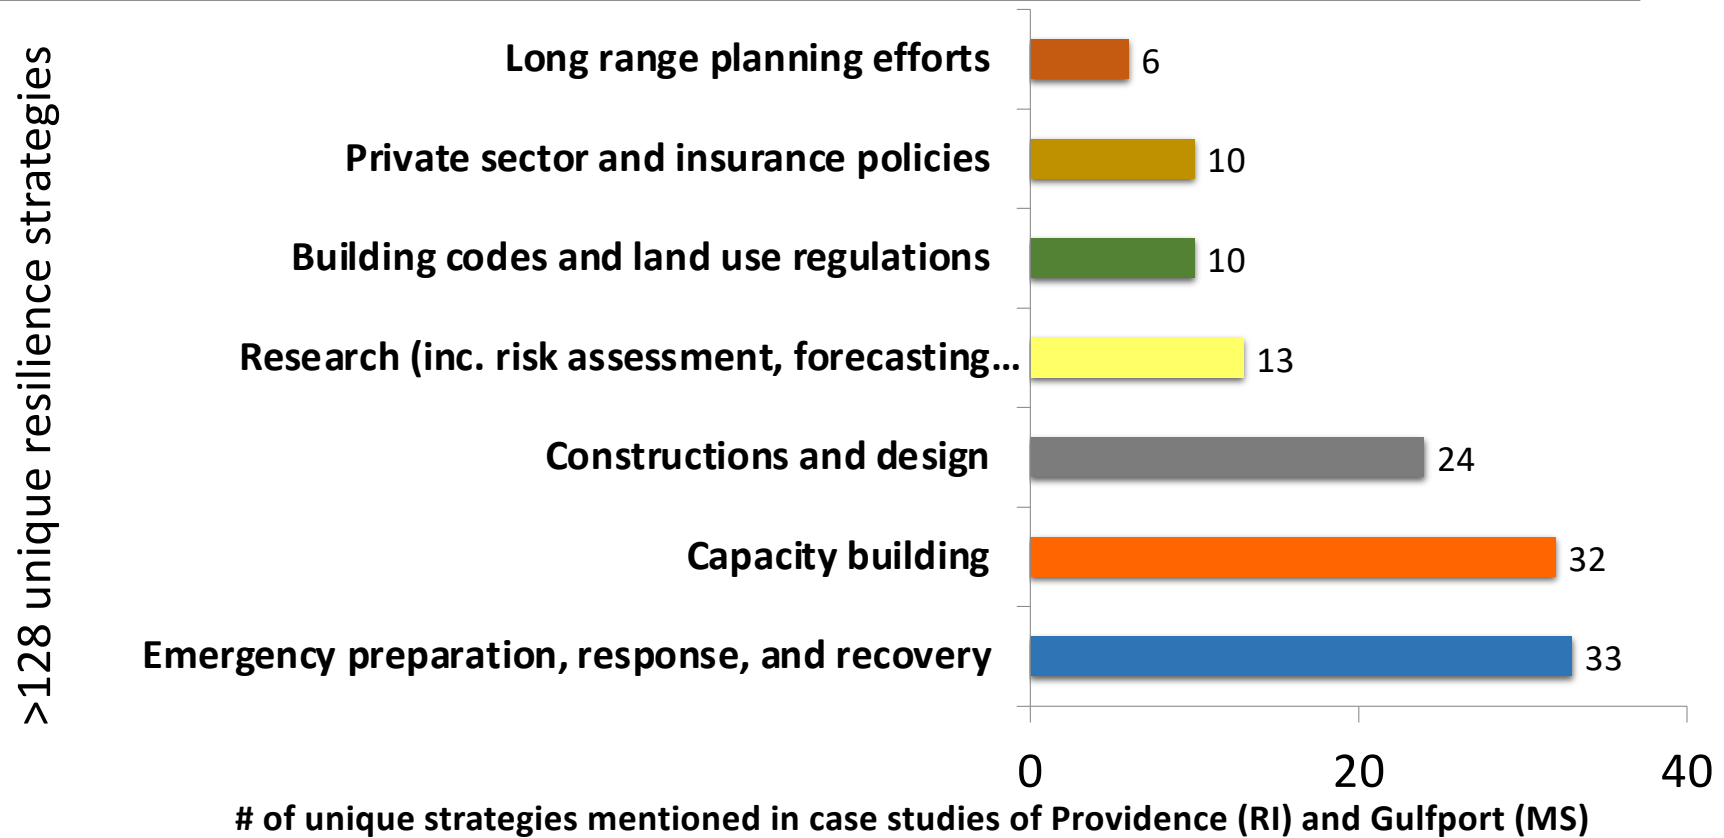 >128 unique resilience strategies
Long range planning efforts 6
Private sector and insurance policies 10
Building codes and land use regulations 10
Research (inc. risk assessment, forecasting... 13
Constructions and design 24
Capacity building 32
Emergency preparation, response, and recovery 33
0 20 40
# of unique strategies mentioned in case studies of Providence (RI) and Gulfport (MS)